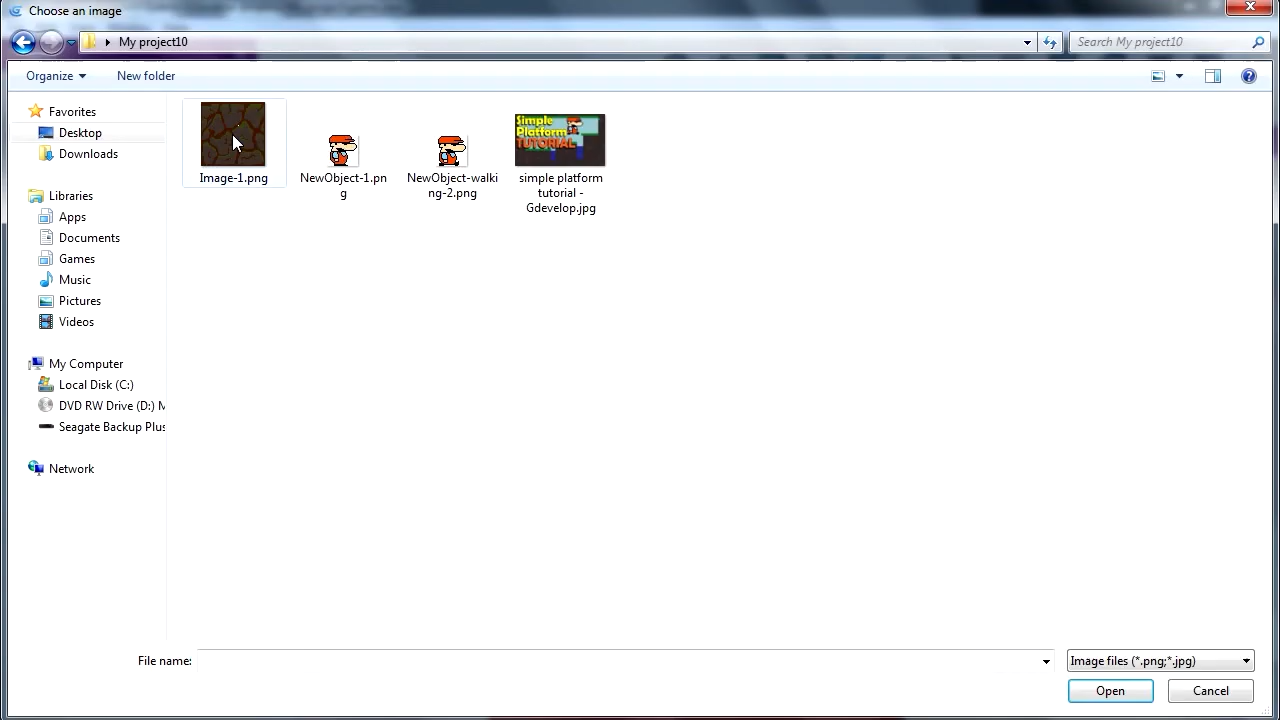 Choose an image
My project10
Search My project10
Organize
New folder
Favorites
Desktop
Downloads
Libraries
Apps
Documents
Games
Music
Pictures
Videos
My Computer
Local Disk (C:)
DVD RW Drive (D:) M
Seagate Backup Plus
Network
Simple
Platform
TUTORIAL
Image-1.png
NewObject-1.pn
g
NewObject-walki
ng-2.png
simple platform
tutorial -
Gdevelop.jpg
File name:
Image files (*.png;*.jpg)
Open
Cancel